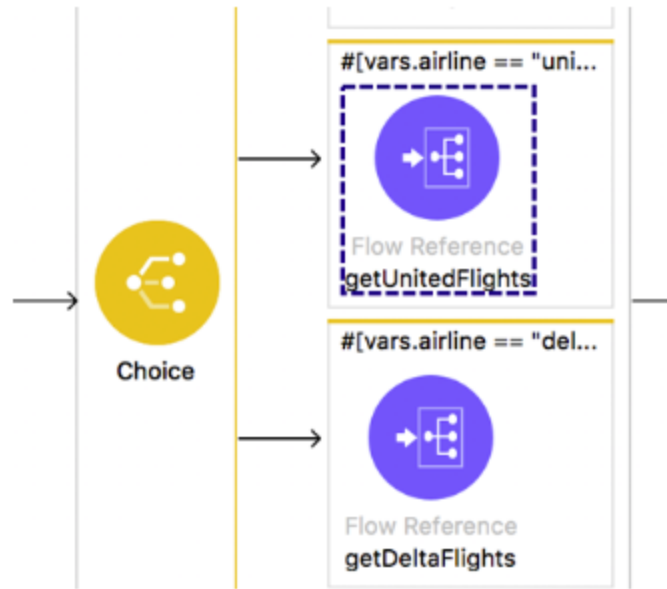 #[vars.airline == "uni...
Flow Reference
getUnitedFlights
Choice
#[vars.airline == "del...
Flow Reference
getDeltaFlights